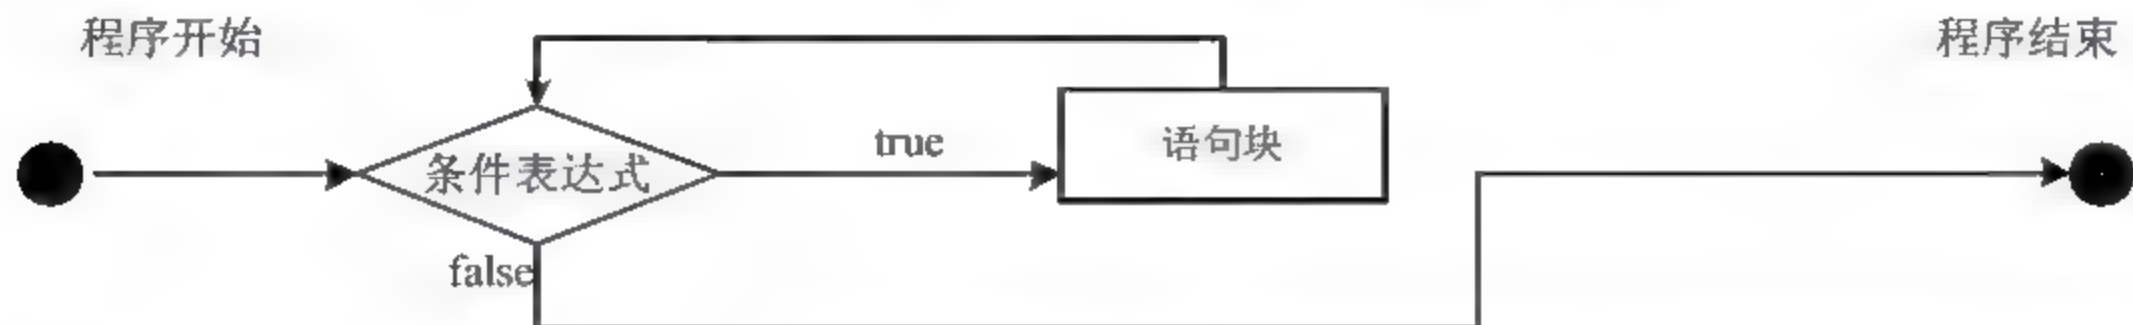 程序开始
程序结束
条件表达式
true
语句块
false